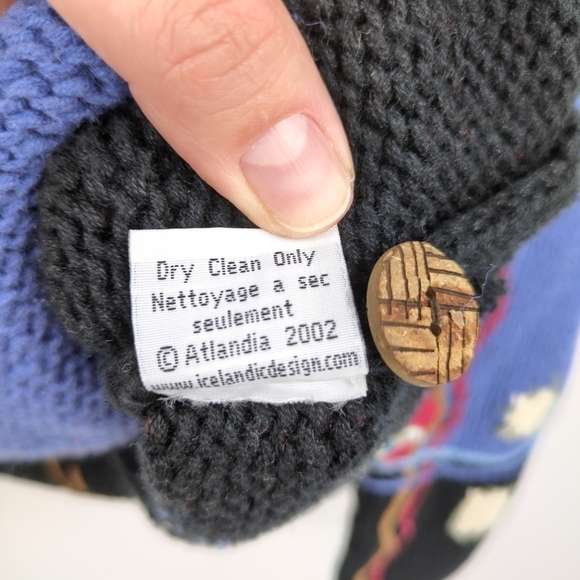 Dry Clean Only
Nettoyage a sec
seulement
© Atlandia 2002
www.icelandicdesign.com